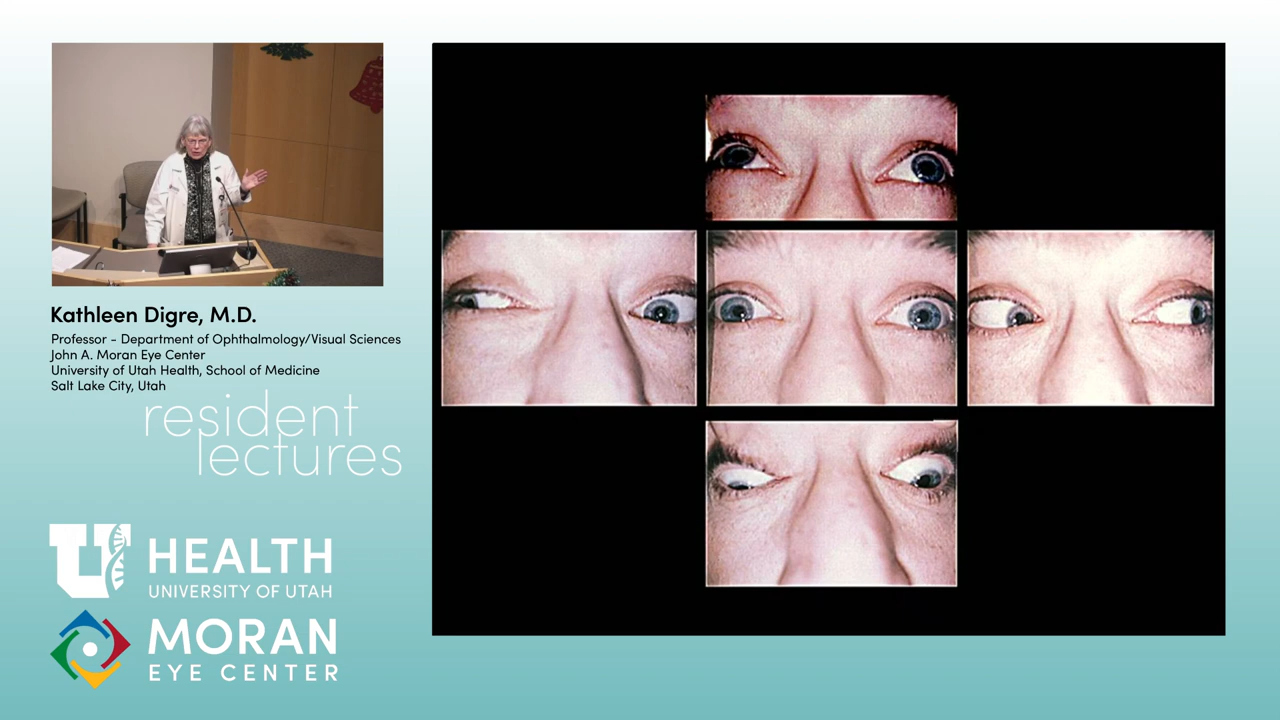 Kathleen Digre, M.D.
Professor - Department of Ophthalmology/Visual Sciences
John A. Moran Eye Center
University of Utah Health, School of Medicine
Salt Lake City, Utah
resident
lectures
U
HEALTH
UNIVERSITY OF UTAH
MORAN
EYE CENTER